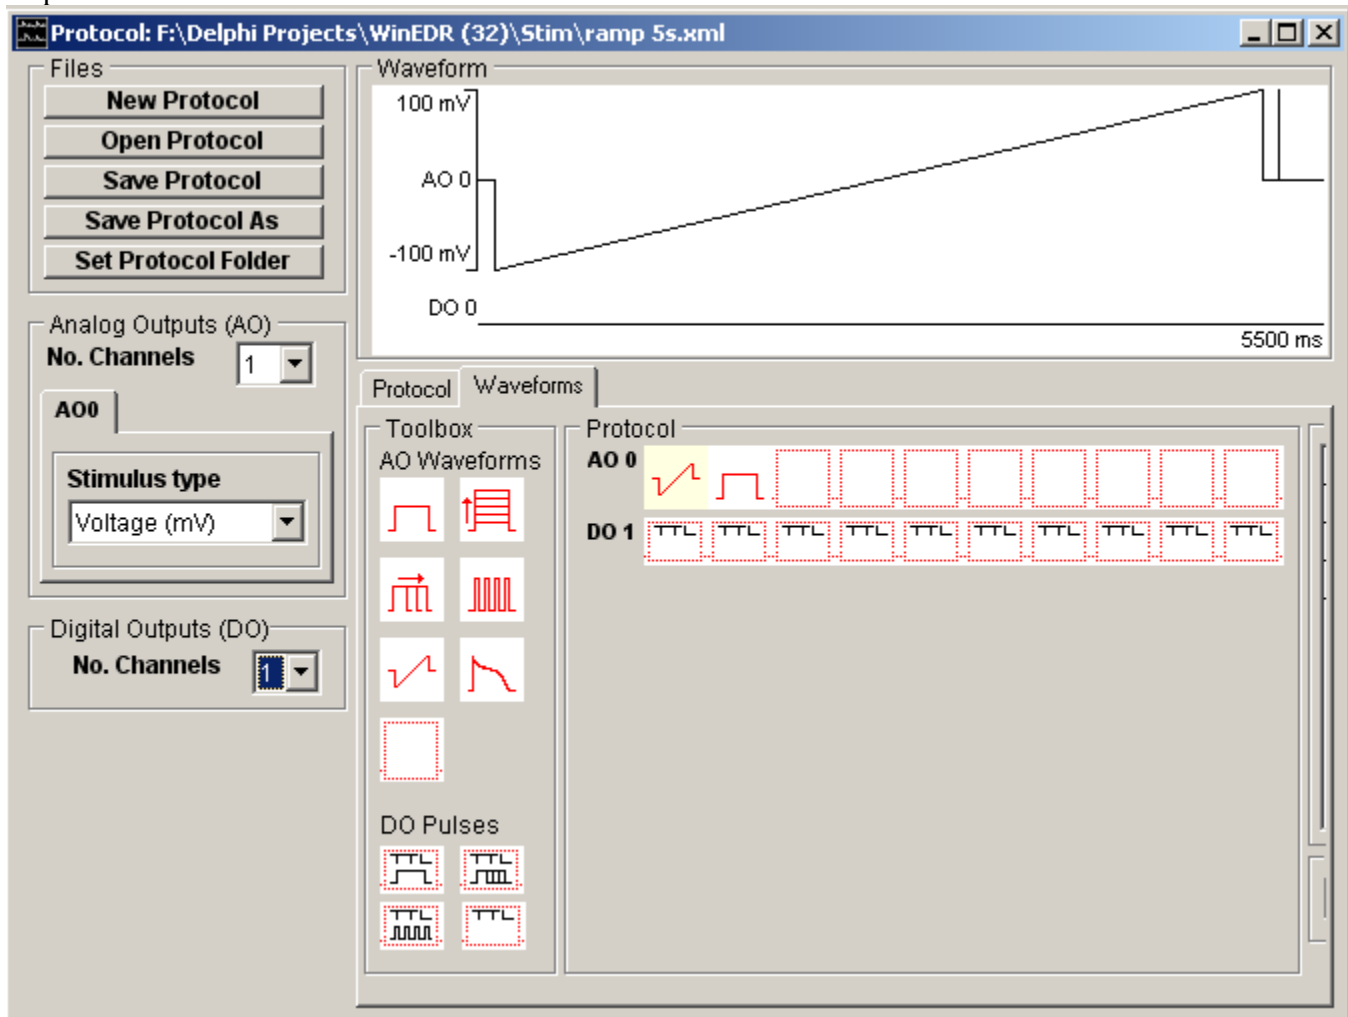 Protocol: F:\Delphi Projects\WinEDR (32)\Stim\ramp 5s.xml
Files
New Protocol
Open Protocol
Save Protocol
Save Protocol As
Set Protocol Folder
Analog Outputs (AO)
No. Channels 1
AO0
Stimulus type
Voltage (mV)
Digital Outputs (DO)
No. Channels 1
Waveform
100 mV
AO 0
-100 mV
DO 0
5500 ms
Protocol Waveforms
Toolbox
AO Waveforms
DO Pulses
TTL TTL
TTL TTL
Protocol
AO 0
DO 1 TTL TTL TTL TTL TTL TTL TTL TTL TTL TTL